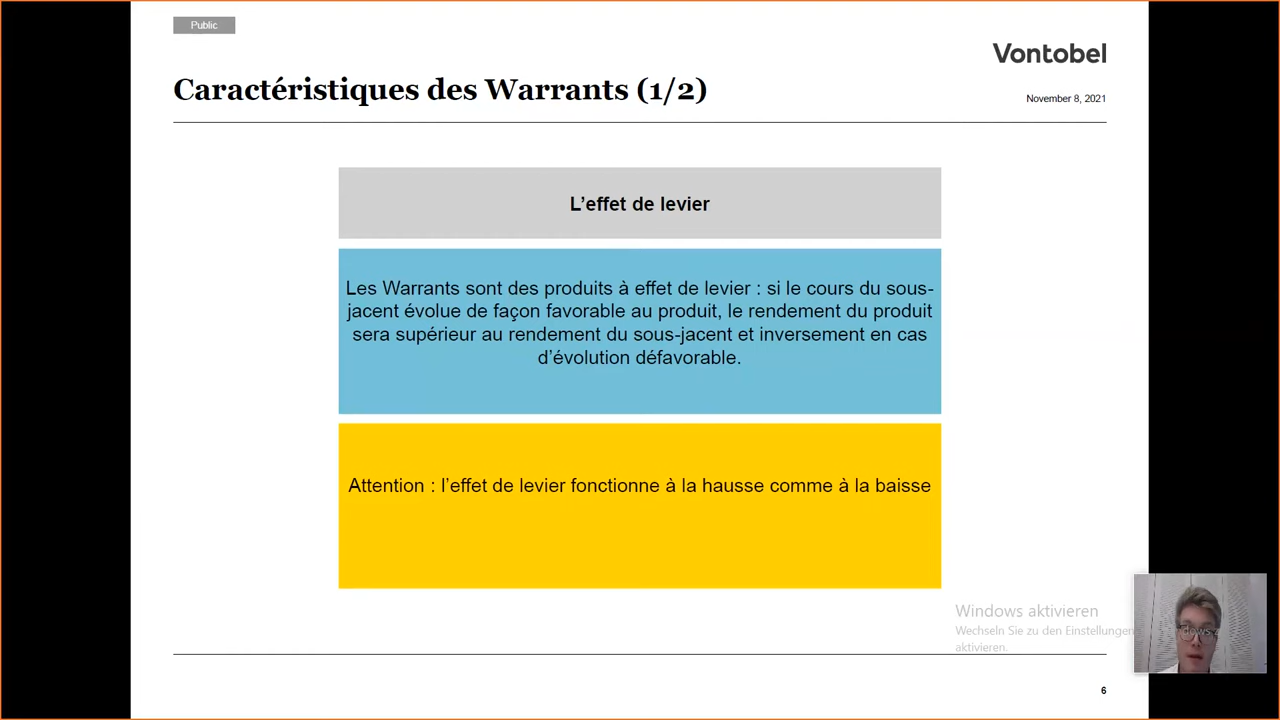 Public
Vontobel
Caractéristiques des Warrants (1/2)
November 8, 2021
L'effet de levier
Les Warrants sont des produits à effet de levier : si le cours du sous-
jacent évolue de façon favorable au produit, le rendement du produit
sera supérieur au rendement du sous-jacent et inversement en cas
d'évolution défavorable.
Attention : l'effet de levier fonctionne à la hausse comme à la baisse
Windows aktivieren
Wechseln Sie zu den Einstellungen
aktivieren.
6